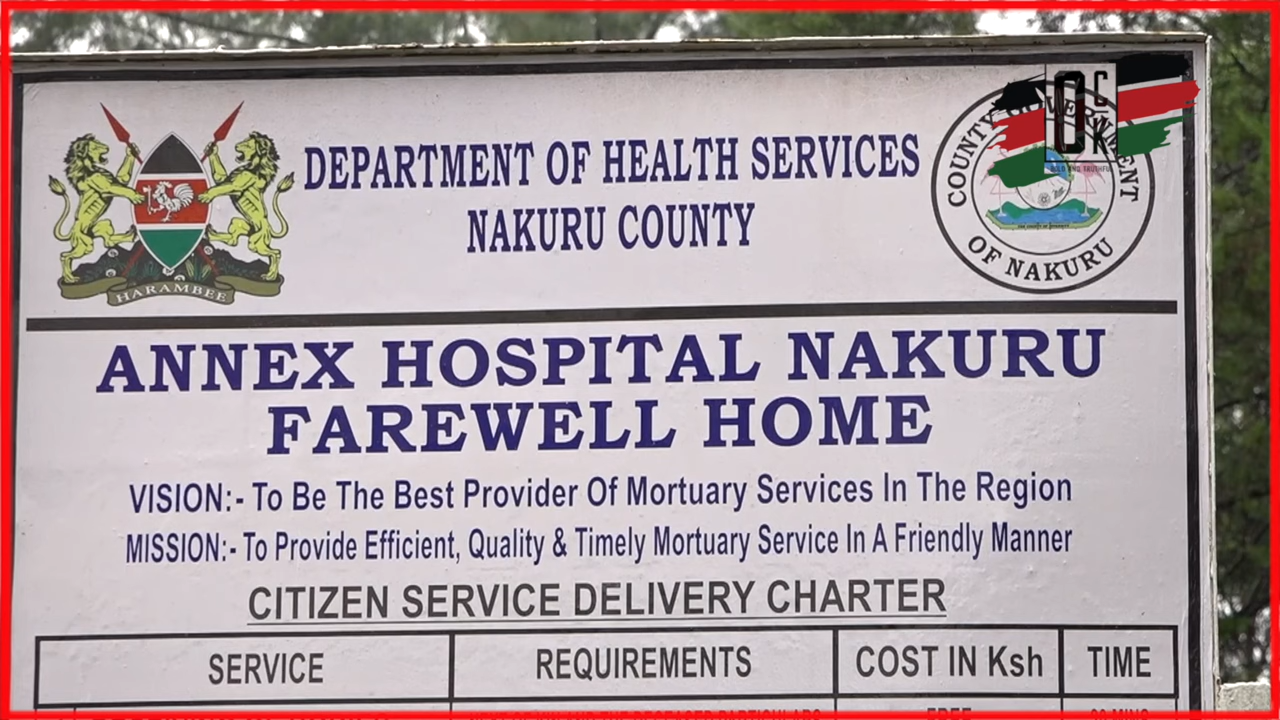 DEPARTMENT OF HEALTH SERVICES
NAKURU COUNTY
HARAMBEE
COUNTY GOVERNMENT
OF NAKURU
OCK
ANNEX HOSPITAL NAKURU
FAREWELL HOME
VISION:- To Be The Best Provider Of Mortuary Services In The Region
MISSION:- To Provide Efficient, Quality & Timely Mortuary Service In A Friendly Manner
CITIZEN SERVICE DELIVERY CHARTER
SERVICE REQUIREMENTS COST IN Ksh TIME